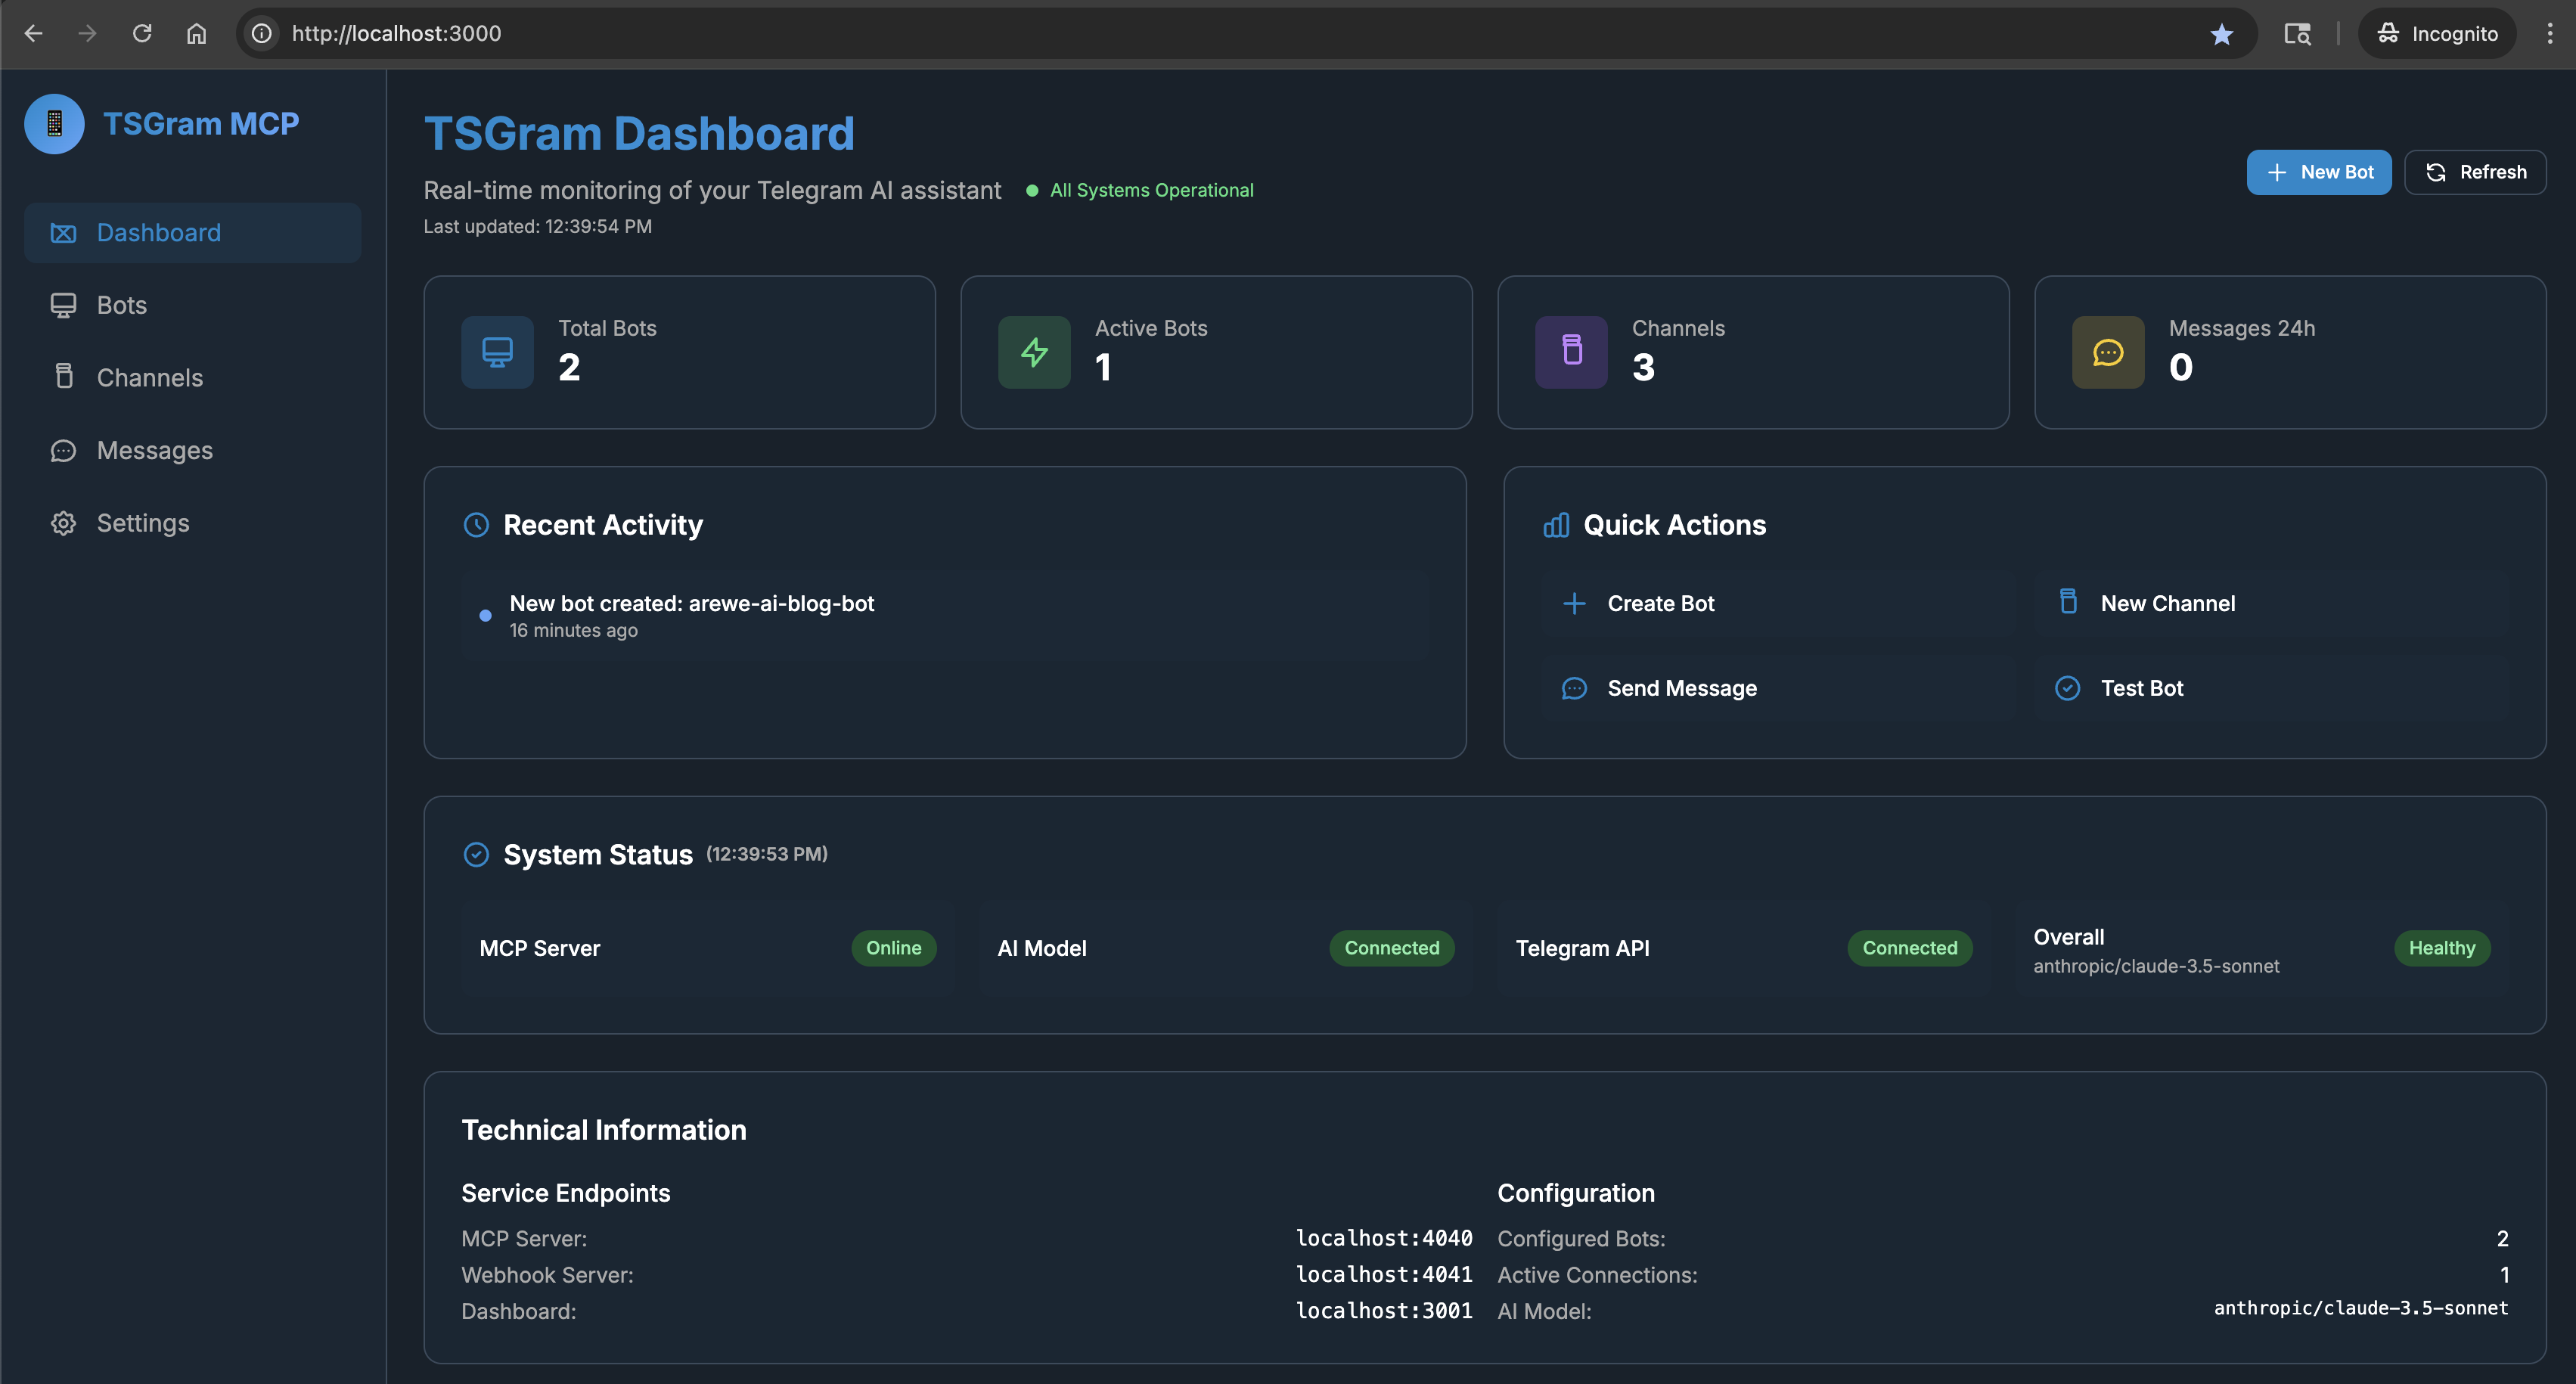 http://localhost:3000
Incognito
TSGram MCP
Dashboard
Bots
Channels
Messages
Settings
TSGram Dashboard
Real-time monitoring of your Telegram AI assistant
All Systems Operational
Last updated: 12:39:54 PM
New Bot
Refresh
Total Bots
2
Active Bots
1
Channels
3
Messages 24h
0
Recent Activity
New bot created: arewe-ai-blog-bot
16 minutes ago
Quick Actions
Create Bot
New Channel
Send Message
Test Bot
System Status (12:39:53 PM)
MCP Server
Online
AI Model
Connected
Telegram API
Connected
Overall
anthropic/claude-3.5-sonnet
Healthy
Technical Information
Service Endpoints
MCP Server: localhost:4040
Webhook Server: localhost:4041
Dashboard: localhost:3001
Configuration
Configured Bots: 2
Active Connections: 1
AI Model: anthropic/claude-3.5-sonnet